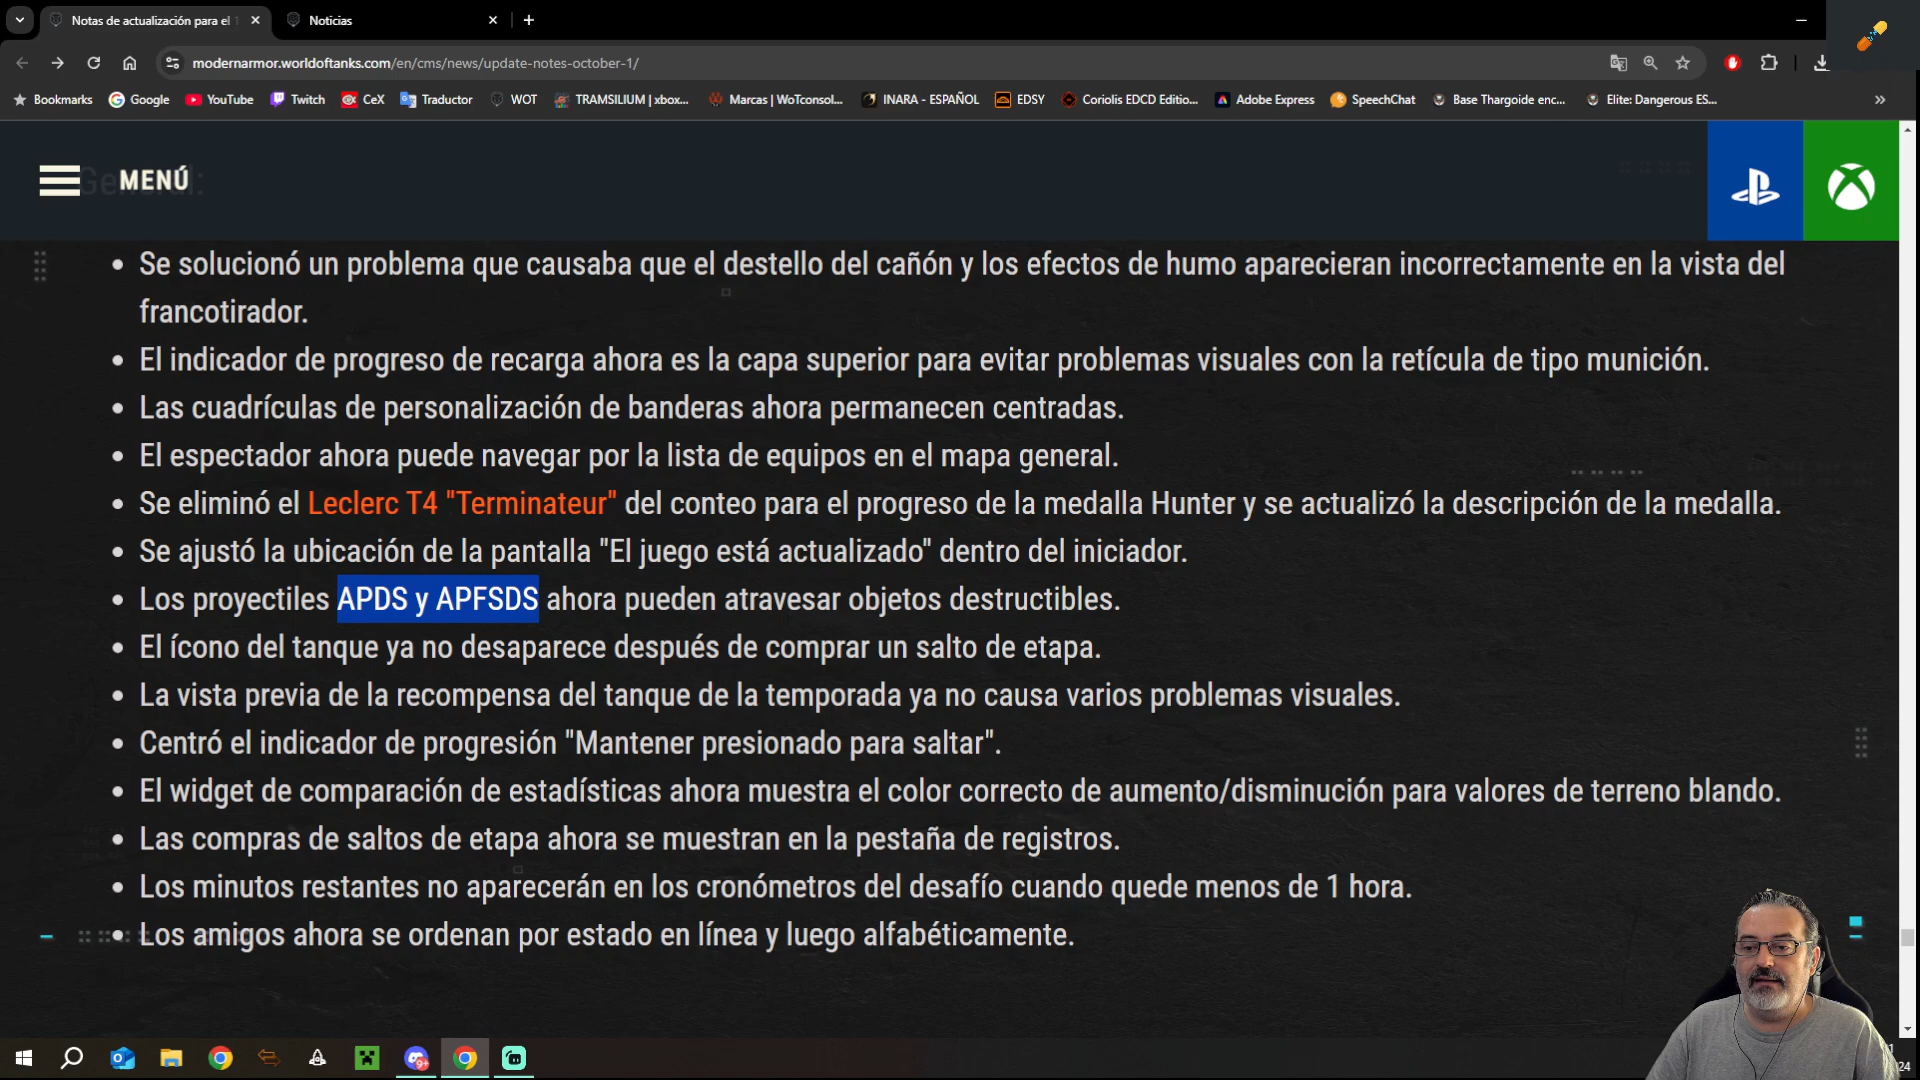 Notas de actualización para el 1
Noticias
modernarmor.worldoftanks.com/en/cms/news/update-notes-october-1/
Bookmarks
Google
YouTube
Twitch
CeX
Traductor
WOT
TRAMSILIUM | xbox...
Marcas | WoTconsol...
INARA - ESPAÑOL
EDSY
Coriolis EDCD Editio...
Adobe Express
SpeechChat
Base Thargoide enc...
Elite: Dangerous ES...
»
General:
MENÚ
• Se solucionó un problema que causaba que el destello del cañón y los efectos de humo aparecieran incorrectamente en la vista del
francotirador.
• El indicador de progreso de recarga ahora es la capa superior para evitar problemas visuales con la retícula de tipo munición.
• Las cuadrículas de personalización de banderas ahora permanecen centradas.
• El espectador ahora puede navegar por la lista de equipos en el mapa general.
• Se eliminó el Leclerc T4 "Terminateur" del conteo para el progreso de la medalla Hunter y se actualizó la descripción de la medalla.
• Se ajustó la ubicación de la pantalla "El juego está actualizado" dentro del iniciador.
• Los proyectiles APDS y APFSDS ahora pueden atravesar objetos destructibles.
• El ícono del tanque ya no desaparece después de comprar un salto de etapa.
• La vista previa de la recompensa del tanque de la temporada ya no causa varios problemas visuales.
• Centró el indicador de progresión "Mantener presionado para saltar".
• El widget de comparación de estadísticas ahora muestra el color correcto de aumento/disminución para valores de terreno blando.
• Las compras de saltos de etapa ahora se muestran en la pestaña de registros.
• Los minutos restantes no aparecerán en los cronómetros del desafío cuando quede menos de 1 hora.
• Los amigos ahora se ordenan por estado en línea y luego alfabéticamente.
9+
1
24